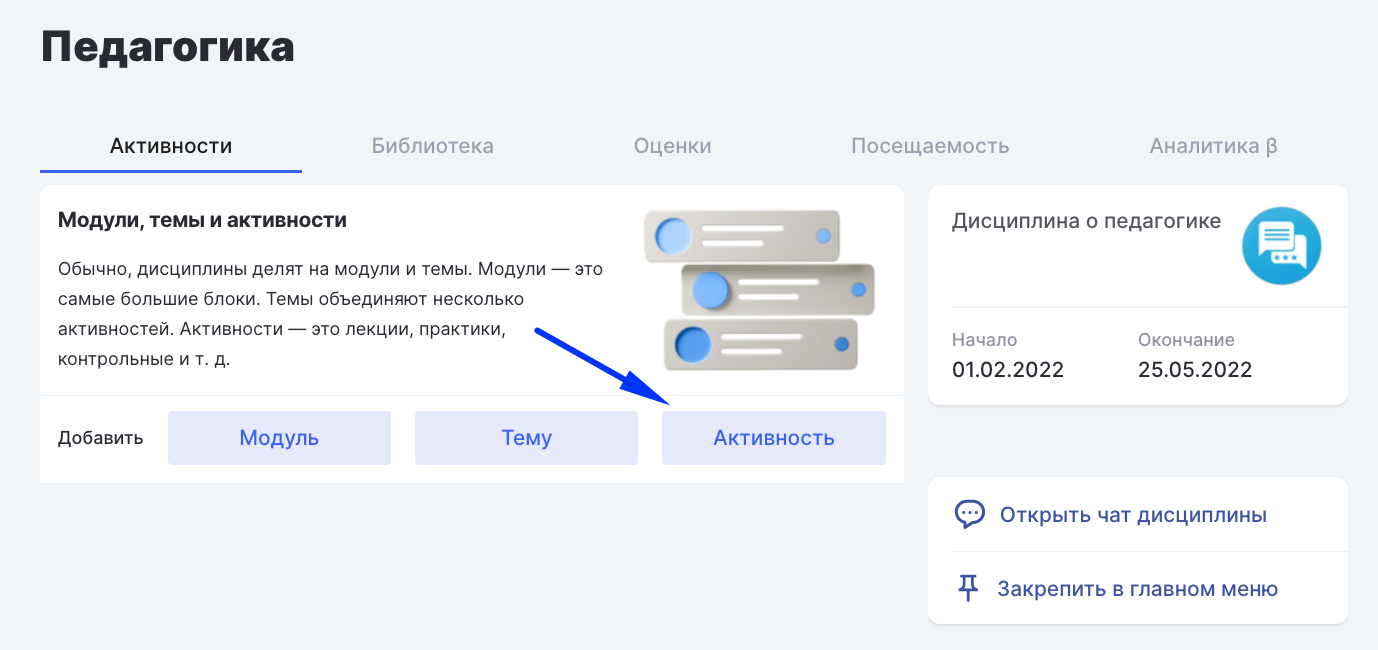 Педагогика
Активности
Библиотека
Оценки
Посещаемость
Аналитика β
Модули, темы и активности
Обычно, дисциплины делят на модули и темы. Модули — это
самые большие блоки. Темы объединяют несколько
активностей. Активности — это лекции, практики,
контрольные и т. д.
Добавить
Модуль
Тему
Активность
Дисциплина о педагогике
Начало
Окончание
01.02.2022
25.05.2022
Открыть чат дисциплины
Закрепить в главном меню